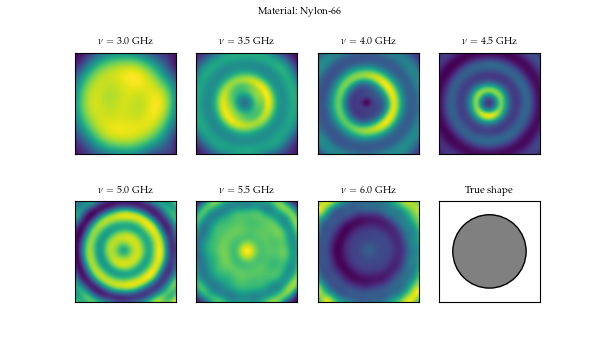 Material: Nylon-66
ν = 3.0 GHz
ν = 3.5 GHz
ν = 4.0 GHz
ν = 4.5 GHz
ν = 5.0 GHz
ν = 5.5 GHz
ν = 6.0 GHz
True shape